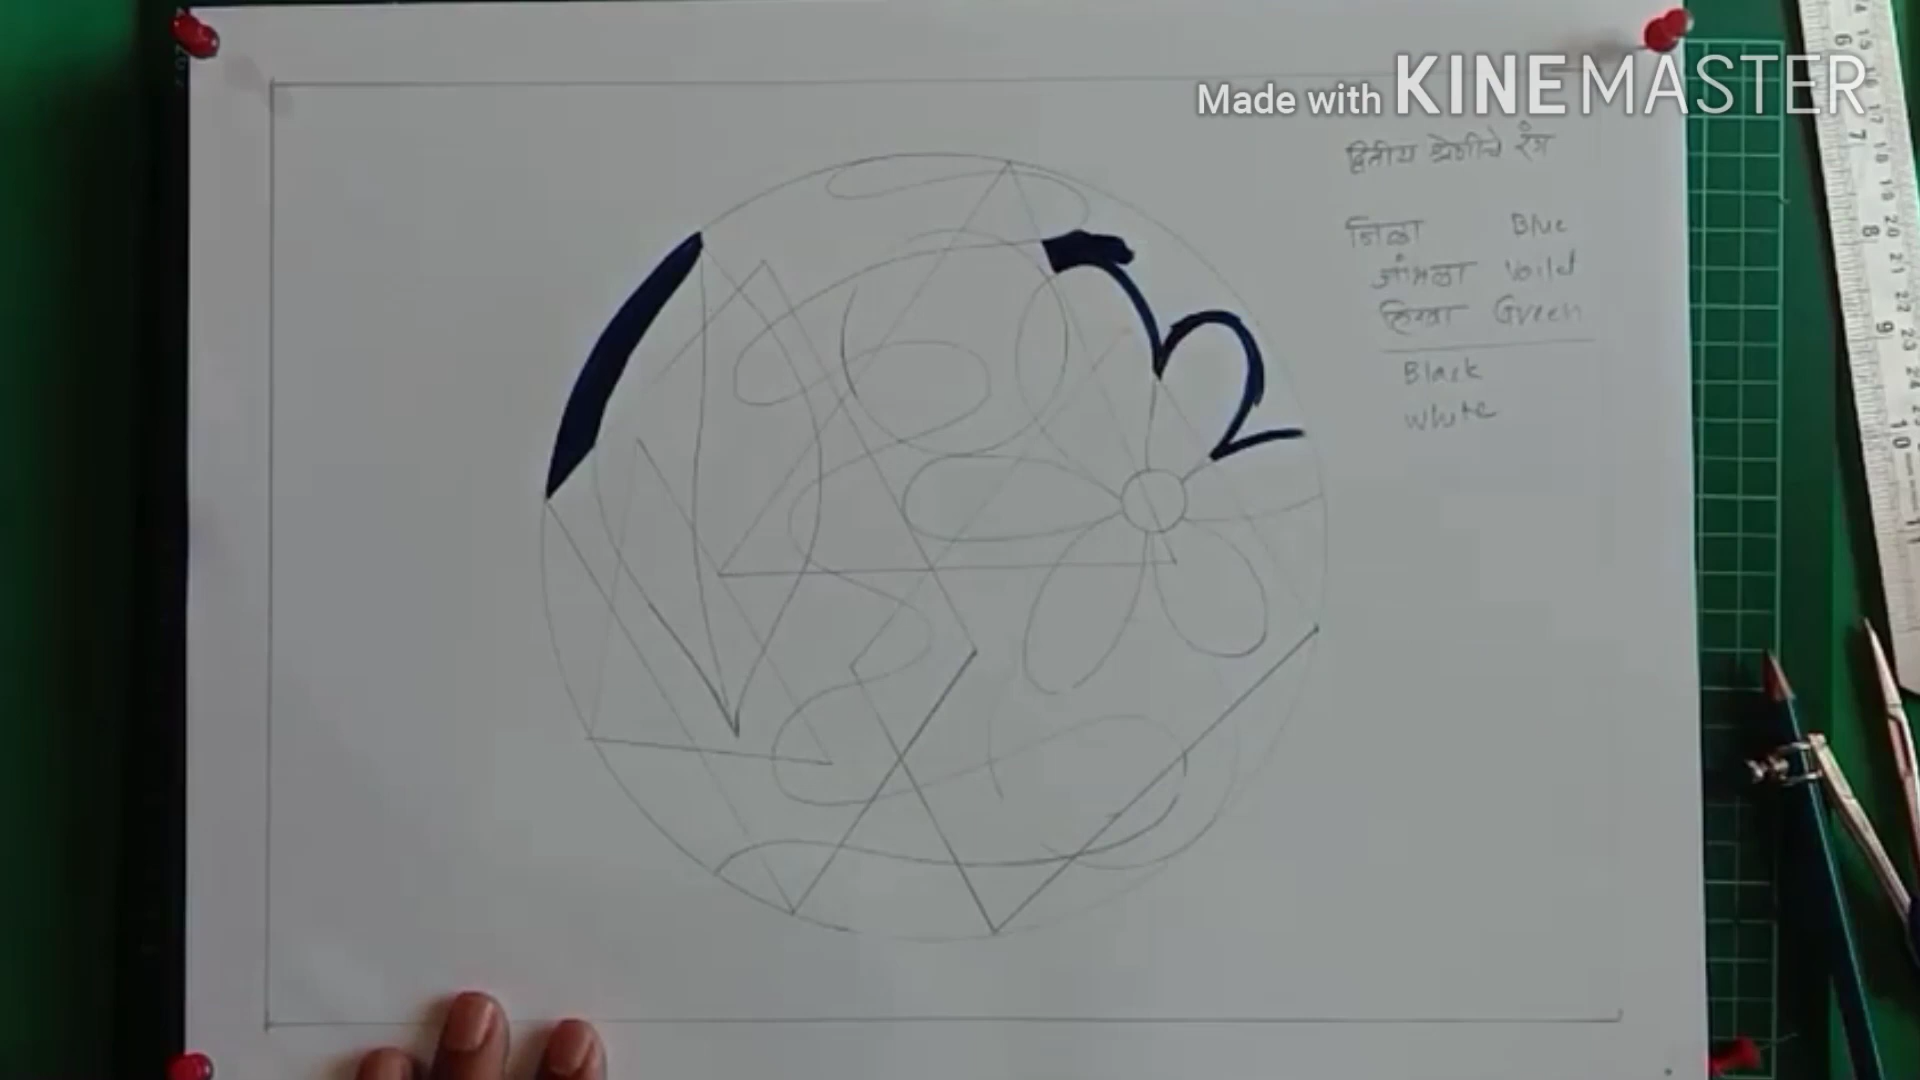 Made with KINEMASTER
द्वितीय श्रेणीचे रंग
निळा Blue
जांभळा Voild
हिरवा Green
Black
White